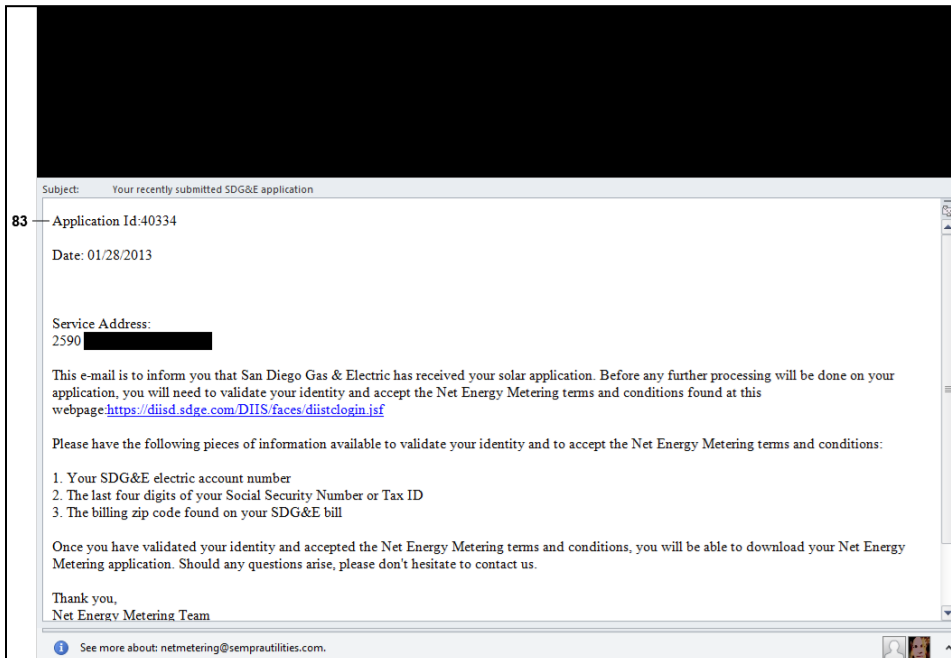 Subject: Your recently submitted SDG&E application
83
Application Id:40334
Date: 01/28/2013
Service Address:
2590
This e-mail is to inform you that San Diego Gas & Electric has received your solar application. Before any further processing will be done on your
application, you will need to validate your identity and accept the Net Energy Metering terms and conditions found at this
webpage:https://diisd.sdge.com/DIIS/faces/diistclogin.jsf
Please have the following pieces of information available to validate your identity and to accept the Net Energy Metering terms and conditions:
1. Your SDG&E electric account number
2. The last four digits of your Social Security Number or Tax ID
3. The billing zip code found on your SDG&E bill
Once you have validated your identity and accepted the Net Energy Metering terms and conditions, you will be able to download your Net Energy
Metering application. Should any questions arise, please don't hesitate to contact us.
Thank you,
Net Energy Metering Team
See more about: netmetering@semprautilities.com.